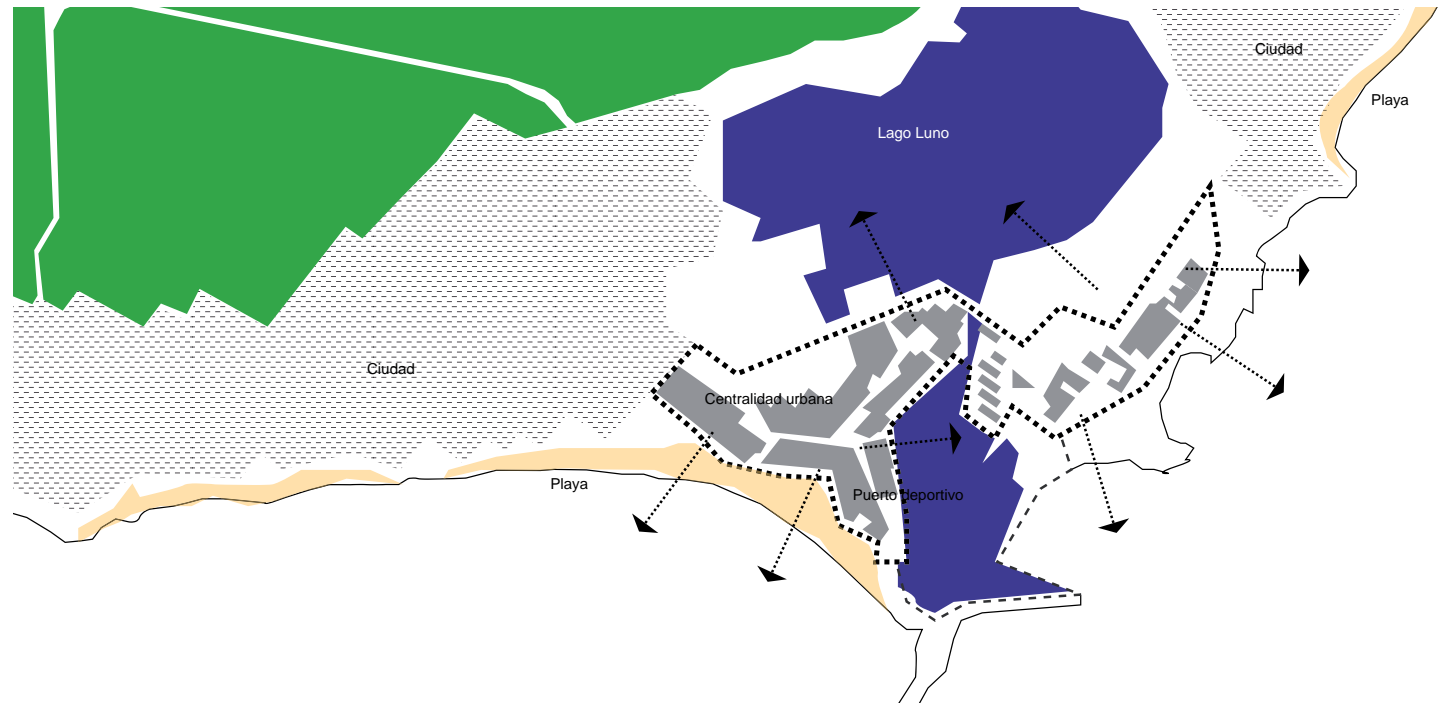 Ciudad
Playa
Lago Luno
Ciudad
Centralidad urbana
Playa
Puerto deportivo